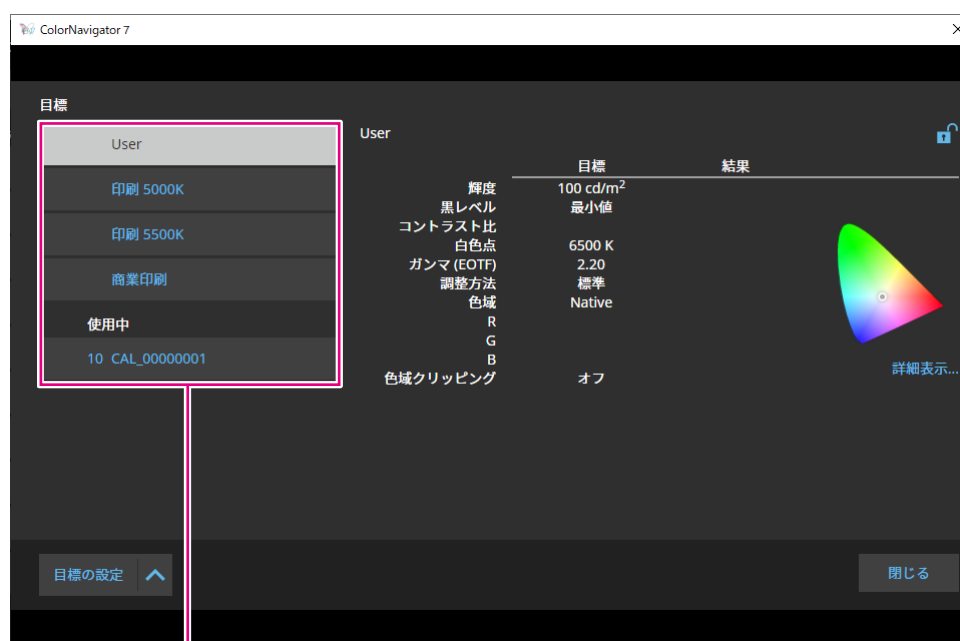 ColorNavigator 7
目標
User
印刷 5000K
印刷 5500K
商業印刷
使用中
10 CAL_00000001
User
目標 結果
輝度 100 cd/m²
黒レベル 最小値
コントラスト比
白色点 6500 K
ガンマ (EOTF) 2.20
調整方法 標準
色域 Native
R
G
B
色域クリッピング オフ
詳細表示...
目標の設定
閉じる